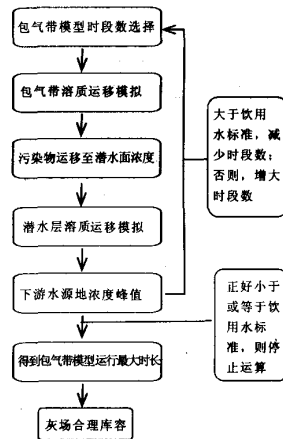 包气带模型时段数选择
包气带溶质运移模拟
污染物运移至潜水面浓度
潜水层溶质运移模拟
下游水源地浓度峰值
得到包气带模型运行最大时长
灰场合理库容
大于饮用
水标准，减
少时段数；
否则，增大
时段数
正好小于
或等于饮
用水标
准，则停
止运算